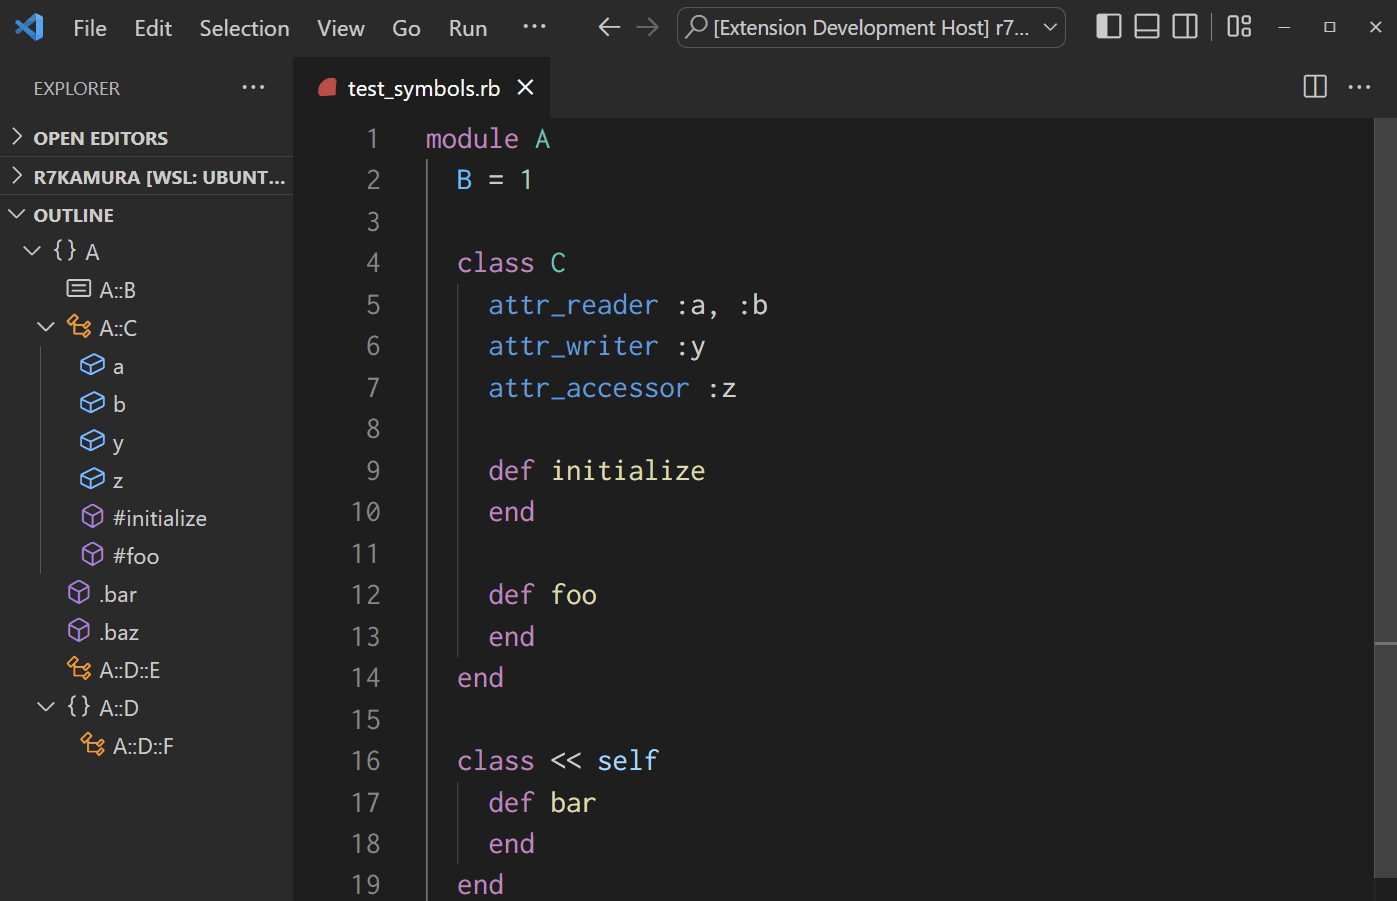 File Edit Selection View Go Run ··· [Extension Development Host] r7...
EXPLORER ···
OPEN EDITORS
R7KAMURA [WSL: UBUNT...
OUTLINE
{} A
A::B
A::C
a
b
y
z
#initialize
#foo
.bar
.baz
A::D::E
{} A::D
A::D::F
test_symbols.rb
1 module A
2   B = 1
3
4   class C
5     attr_reader :a, :b
6     attr_writer :y
7     attr_accessor :z
8
9     def initialize
10     end
11
12     def foo
13     end
14   end
15
16   class << self
17     def bar
18     end
19   end